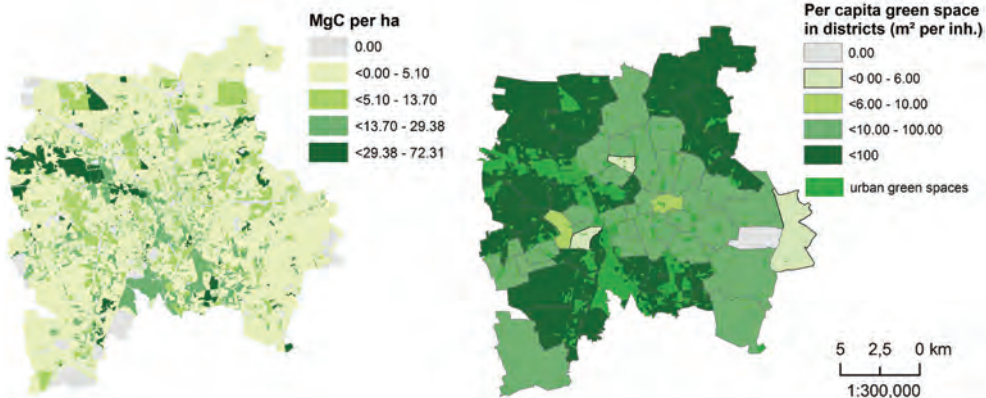 MgC per ha
0.00
<0.00 - 5.10
<5.10 - 13.70
<13.70 - 29.38
<29.38 - 72.31
Per capita green space
in districts (m² per inh.)
0.00
<0 00 - 6.00
<6.00 - 10.00
<10.00 - 100.00
<100
urban green spaces
5 2,5 0 km
1:300,000